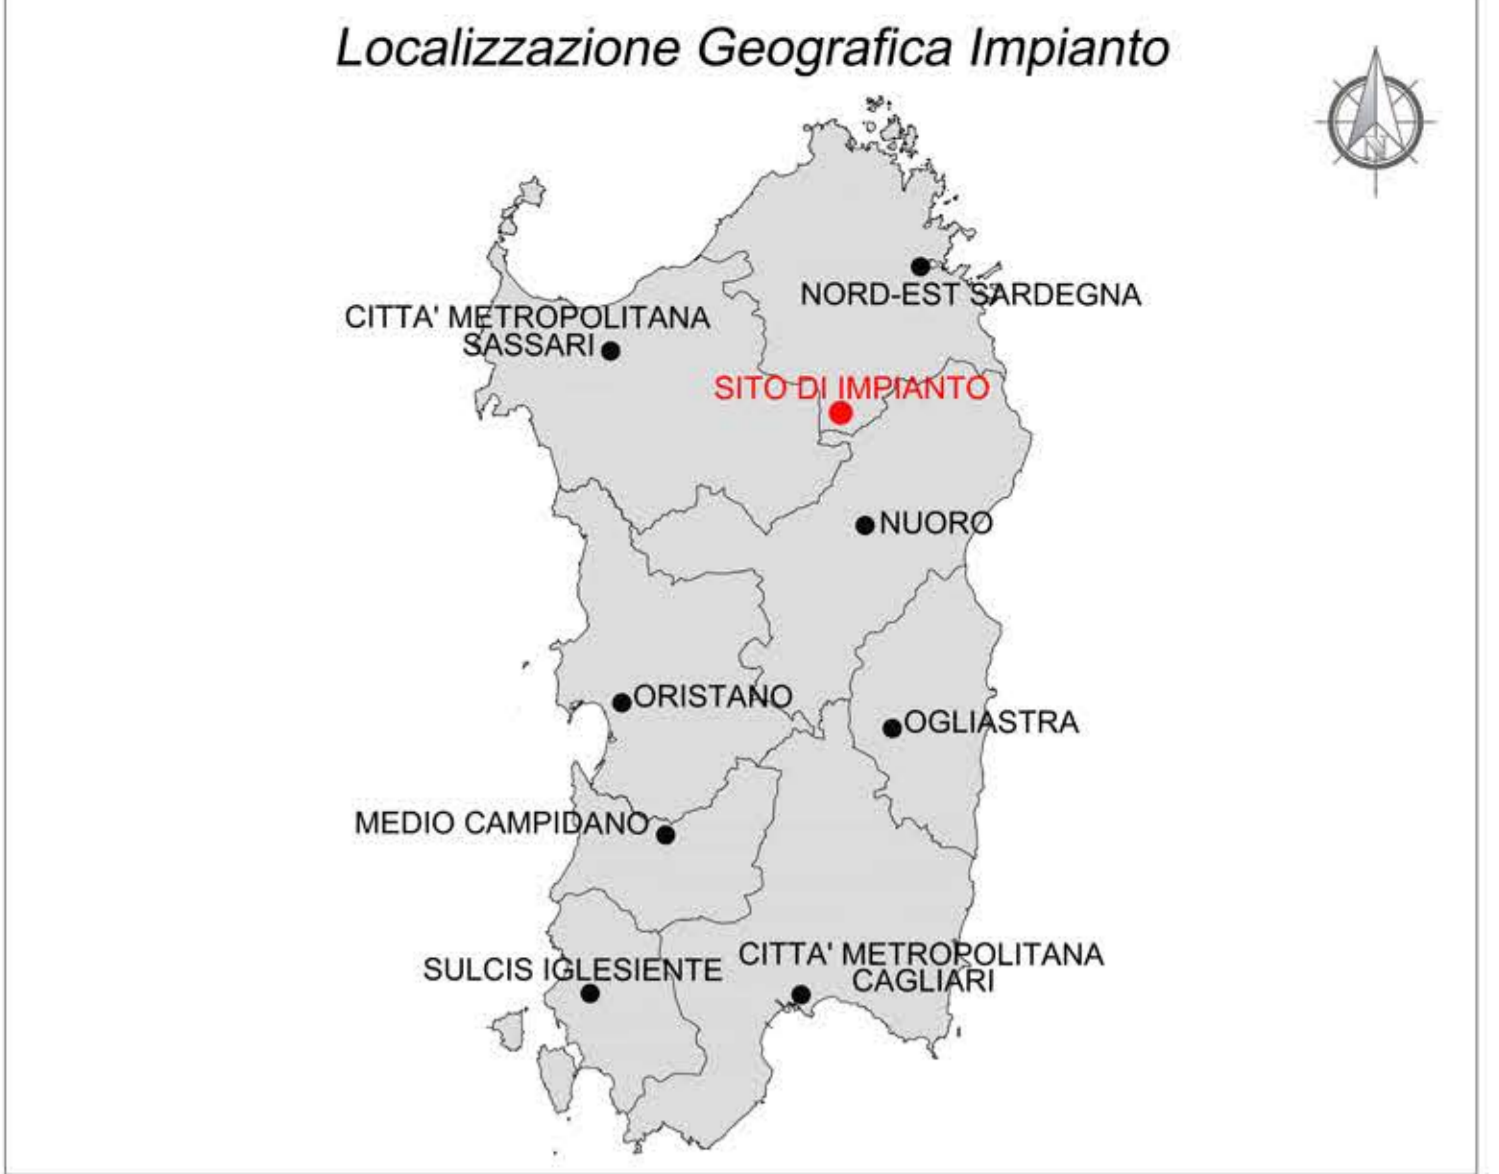 Localizzazione Geografica Impianto
N
NORD-EST SARDEGNA
CITTA' METROPOLITANA
SASSARI
SITO DI IMPIANTO
NUORO
ORISTANO
OGLIASTRA
MEDIO CAMPIDANO
CITTA' METROPOLITANA
CAGLIARI
SULCIS IGLESIENTE